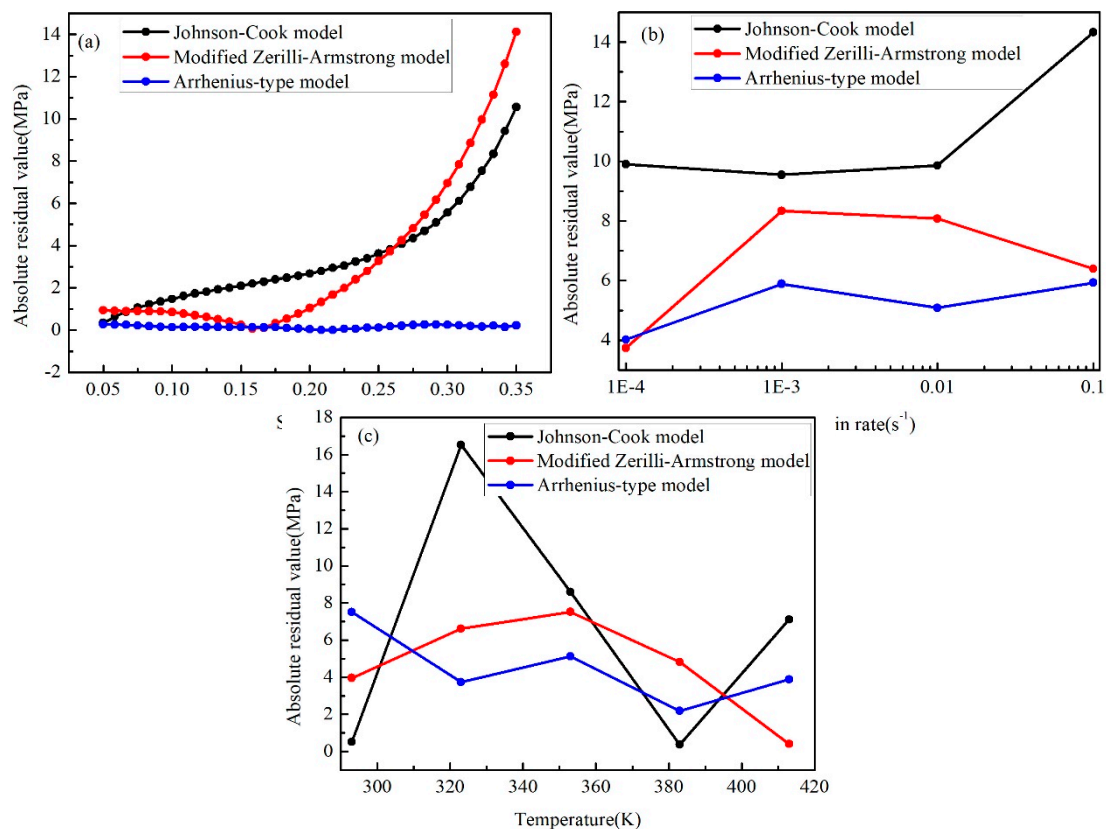 (a)
Johnson-Cook model
Modified Zerilli-Armstrong model
Arrhenius-type model
Absolute residual value(MPa)
14
12
10
8
6
4
2
0
-2
0.05 0.10 0.15 0.20 0.25 0.30 0.35
S
(b)
Johnson-Cook model
Modified Zerilli-Armstrong model
Arrhenius-type model
Absolute residual value(MPa)
14
12
10
8
6
4
1E-4 1E-3 0.01 0.1
in rate(s⁻¹)
(c)
Johnson-Cook model
Modified Zerilli-Armstrong model
Arrhenius-type model
Absolute residual value(MPa)
18
16
14
12
10
8
6
4
2
0
300 320 340 360 380 400 420
Temperature(K)